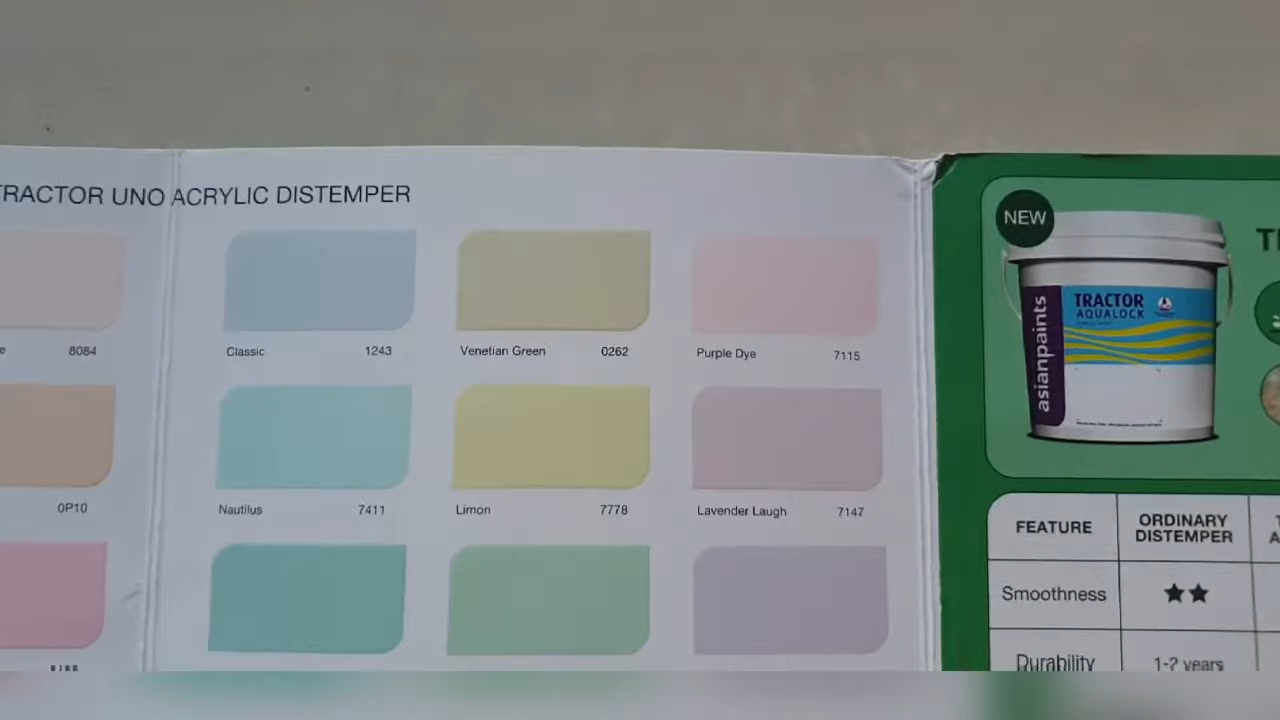 TRACTOR UNO ACRYLIC DISTEMPER
8084
Classic 1243
Venetian Green 0262
Purple Dye 7115
0P10
Nautilus 7411
Limon 7778
Lavender Laugh 7147
NEW
asianpaints
TRACTOR
AQUALOCK
FEATURE
ORDINARY
DISTEMPER
Smoothness ★★
Durability 1-2 years